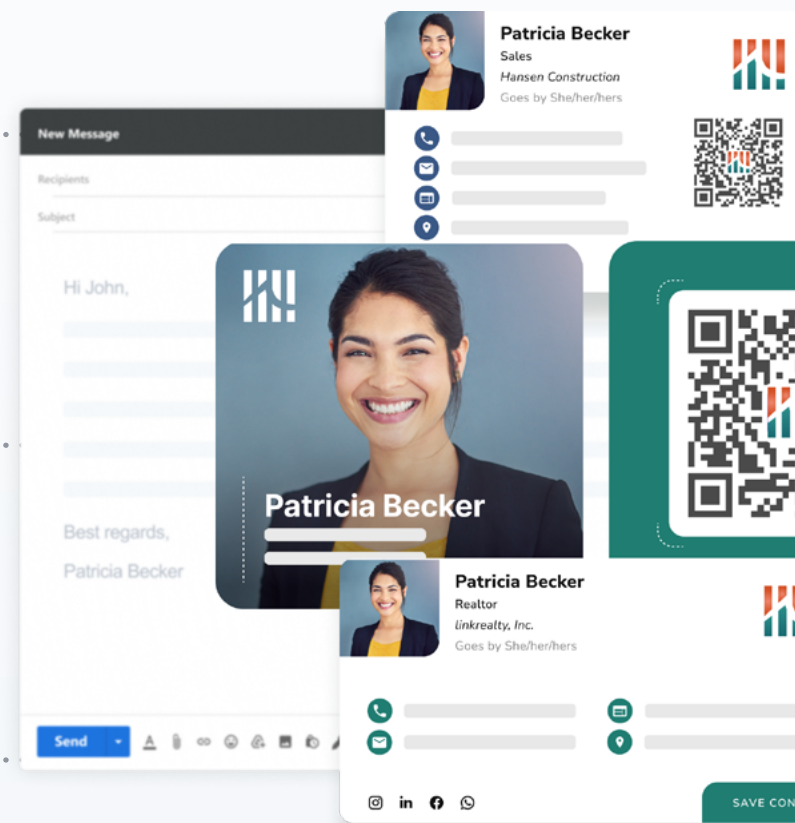 Patricia Becker
Sales
Hansen Construction
Goes by She/her/hers
New Message
Recipients
Subject
Hi John,
Patricia Becker
Best regards,
Patricia Becker
Patricia Becker
Realtor
linkrealty, Inc.
Goes by She/her/hers
Send
SAVE CON